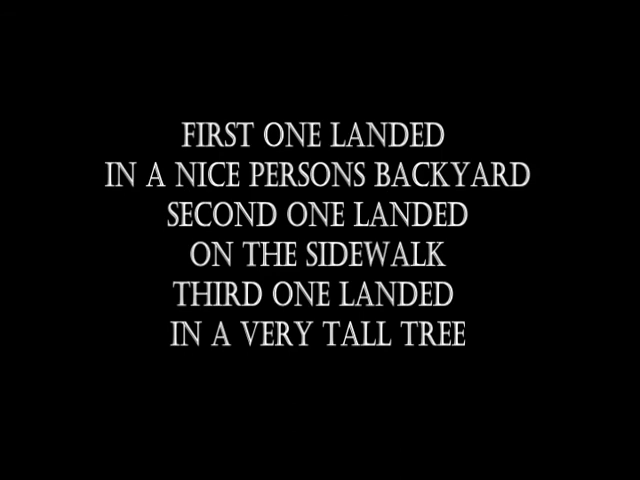 FIRST ONE LANDED
IN A NICE PERSONS BACKYARD
SECOND ONE LANDED
ON THE SIDEWALK
THIRD ONE LANDED
IN A VERY TALL TREE